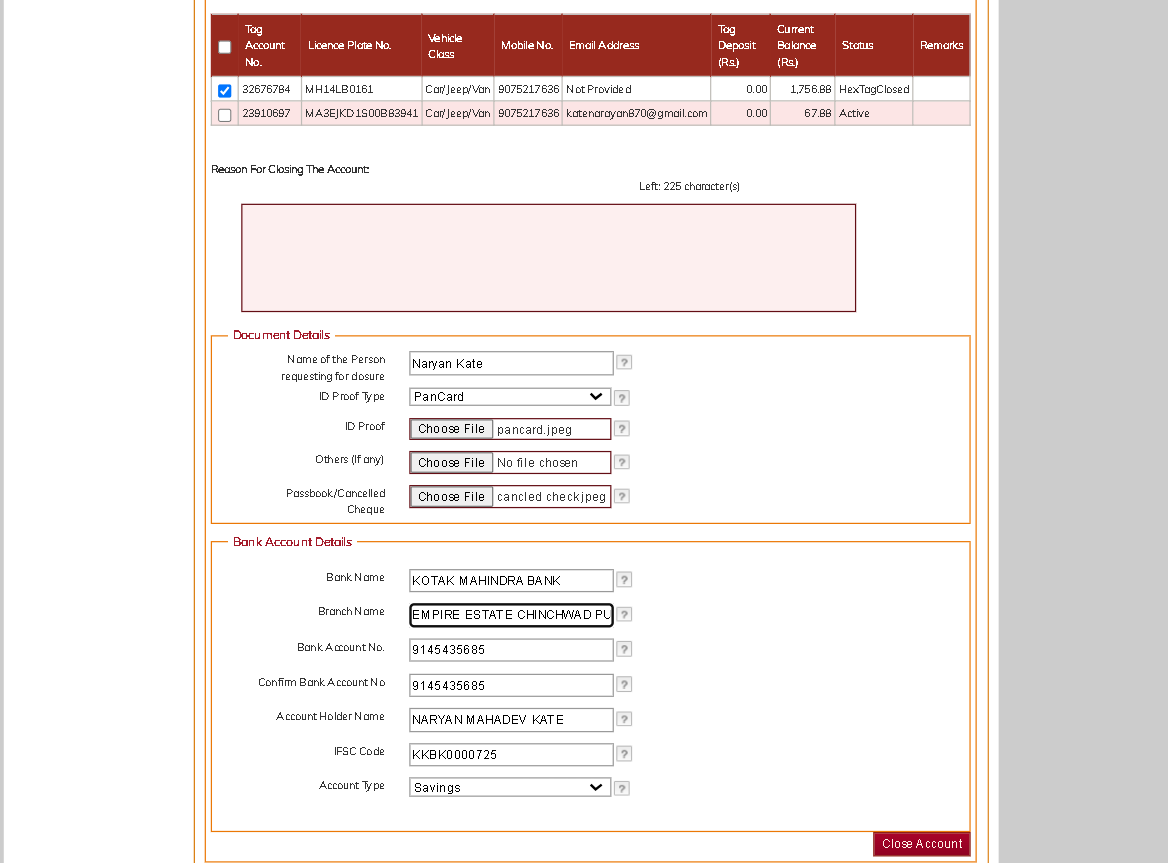 Tag Account No. Licence Plate No. Vehicle Class Mobile No. Email Address Tag Deposit (Rs.) Current Balance (Rs.) Status Remarks
32676784 MH14LB0161 Car/Jeep/Van 9075217636 Not Provided 0.00 1,756.88 HexTagClosed
23910697 MA3EJKD1S00BB3941 Car/Jeep/Van 9075217636 katenarayan870@gmail.com 0.00 67.88 Active
Reason For Closing The Account:
Left: 225 character(s)
Document Details
Name of the Person requesting for closure Naryan Kate ?
ID Proof Type PanCard ?
ID Proof Choose File pancard.jpeg ?
Others (If any) Choose File No file chosen ?
Passbook/Cancelled Cheque Choose File cancled check.jpeg ?
Bank Account Details
Bank Name KOTAK MAHINDRA BANK ?
Branch Name EMPIRE ESTATE CHINCHWAD PU ?
Bank Account No. 9145435685 ?
Confirm Bank Account No 9145435685 ?
Account Holder Name NARYAN MAHADEV KATE ?
IFSC Code KKBK0000725 ?
Account Type Savings ?
Close Account